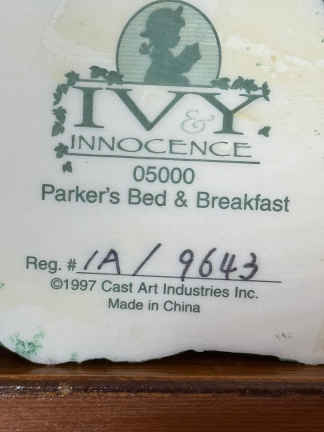 IVY &
INNOCENCE
05000
Parker's Bed & Breakfast
Reg. # 1A / 9643
©1997 Cast Art Industries Inc.
Made in China